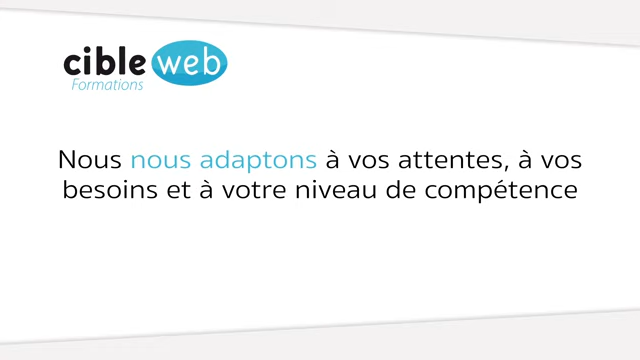 cible web
Formations
Nous nous adaptons à vos attentes, à vos
besoins et à votre niveau de compétence